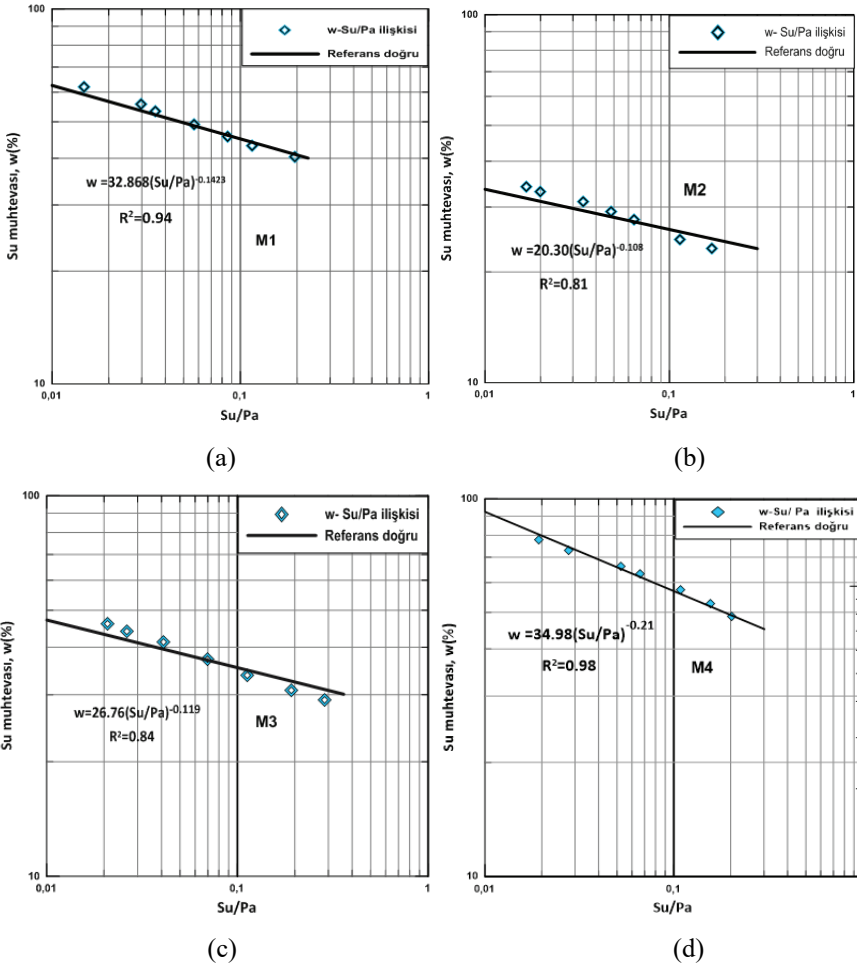 100
w-Su/Pa ilişkisi
Referans doğru
Su muhtevası, w(%)
w =32.868(Su/Pa)-0.1423
R2=0.94
M1
10
0,01
0,1
1
Su/Pa
(a)
100
w- Su/Pa ilişkisi
Referans doğru
Su muhtevası, w(%)
M2
w =20.30(Su/Pa)-0.108
R2=0.81
10
0,01
0,1
1
Su/Pa
(b)
100
w- Su/Pa ilişkisi
Referans doğru
Su muhtevası, w(%)
w=26.76(Su/Pa)-0.119
R2=0.84
M3
10
0,01
0,1
1
Su/Pa
(c)
100
w-Su/ Pa ilişkisi
Referans doğru
Su muhtevası, w(%)
w =34.98(Su/Pa)-0.21
R2=0.98
M4
10
0,01
0,1
Su/Pa
(d)